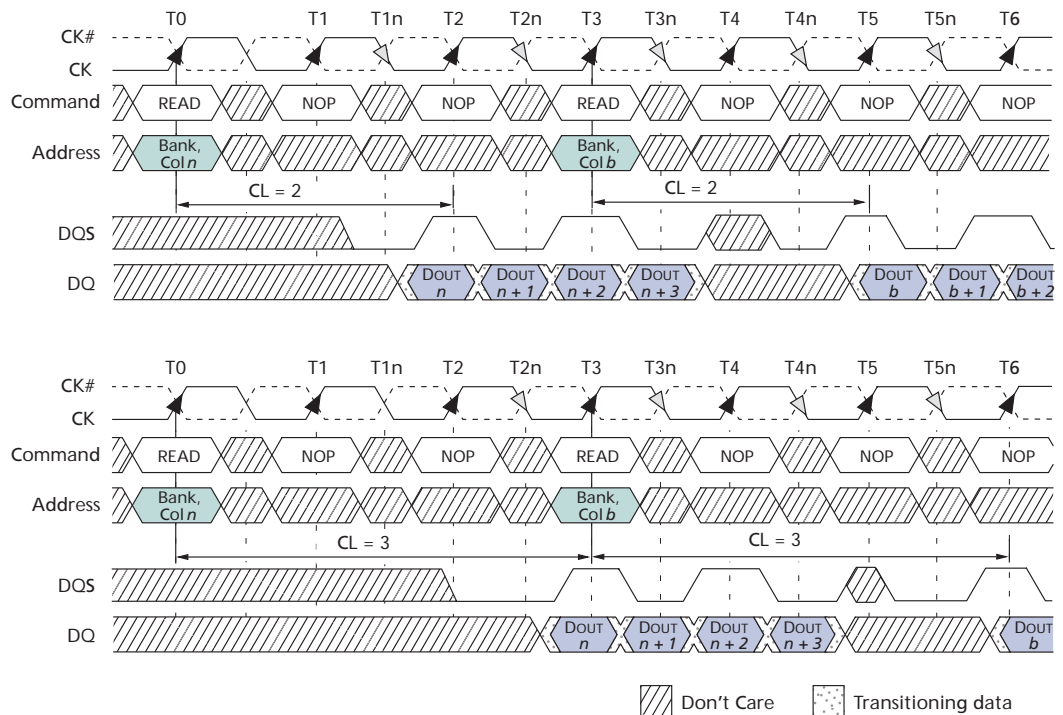 T0 T1 T1n T2 T2n T3 T3n T4 T4n T5 T5n T6
CK#
CK
Command READ NOP NOP READ NOP NOP NOP
Address Bank, Col n Bank, Col b
CL = 2 CL = 2
DQS
DQ DOUT n DOUT n + 1 DOUT n + 2 DOUT n + 3 DOUT b DOUT b + 1 DOUT b + 2
T0 T1 T1n T2 T2n T3 T3n T4 T4n T5 T5n T6
CK#
CK
Command READ NOP NOP READ NOP NOP NOP
Address Bank, Col n Bank, Col b
CL = 3 CL = 3
DQS
DQ DOUT n DOUT n + 1 DOUT n + 2 DOUT n + 3 DOUT b
Don't Care Transitioning data